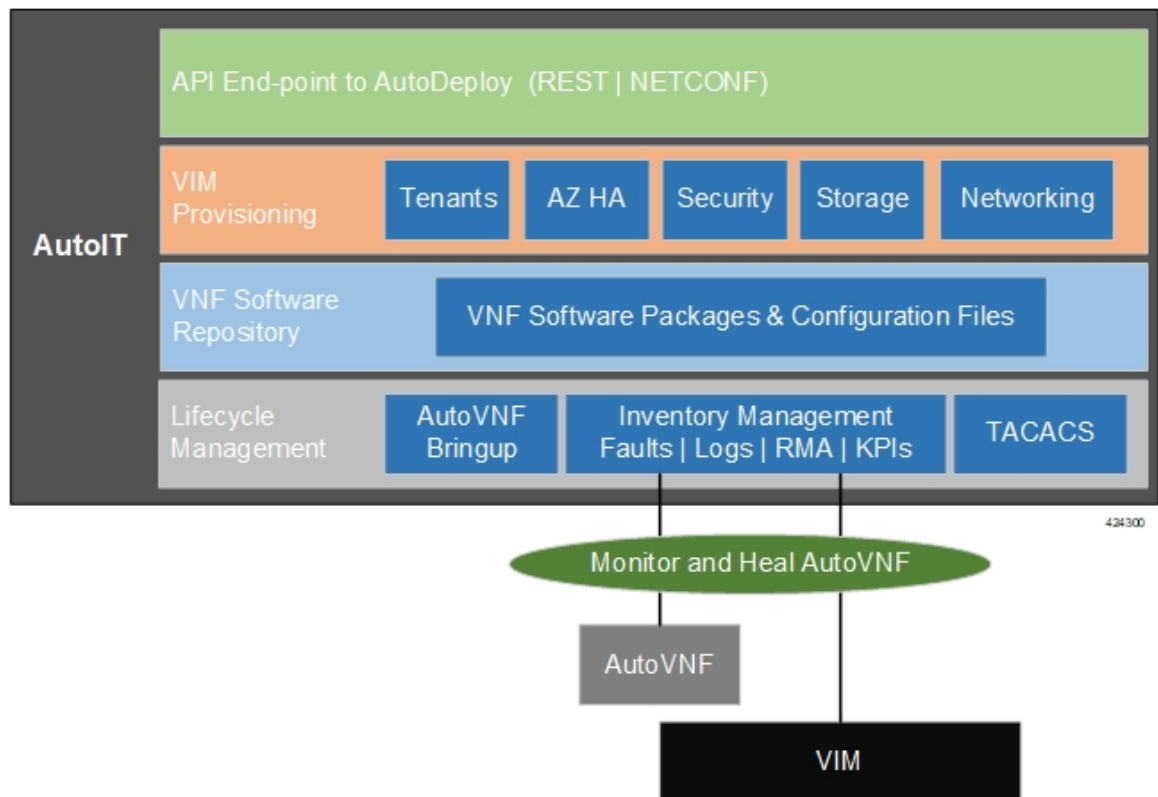 API End-point to AutoDeploy (REST | NETCONF)
VIM
Provisioning
Tenants
AZ HA
Security
Storage
Networking
AutoIT
VNF Software
Repository
VNF Software Packages & Configuration Files
Lifecycle
Management
AutoVNF
Bringup
Inventory Management
Faults | Logs | RMA | KPIs
TACACS
424300
Monitor and Heal AutoVNF
AutoVNF
VIM